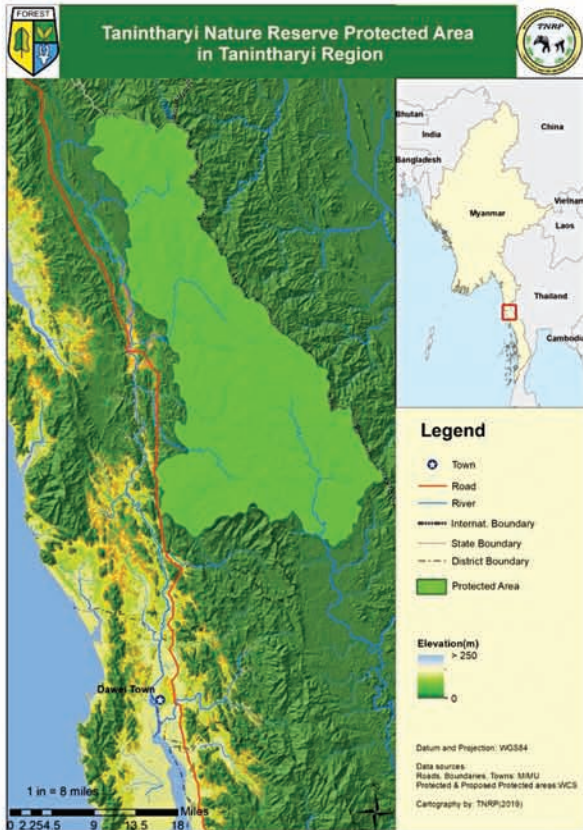 FOREST
Tanintharyi Nature Reserve Protected Area
in Tanintharyi Region
TNRP
Bhutan
India
China
Bangladesh
Myanmar
Vietnam
Laos
Thailand
Cambodia
Legend
Town
Road
River
Internat. Boundary
State Boundary
District Boundary
Protected Area
Elevation(m)
> 250
0
Dawei Town
1 in = 8 miles
Miles
0 2.25 4.5 9 13.5 18
Datum and Projection: WGS84
Data sources:
Roads, Boundaries, Towns: MIMU
Protected & Proposed Protected areas:WCS
Cartography by: TNRP(2019)